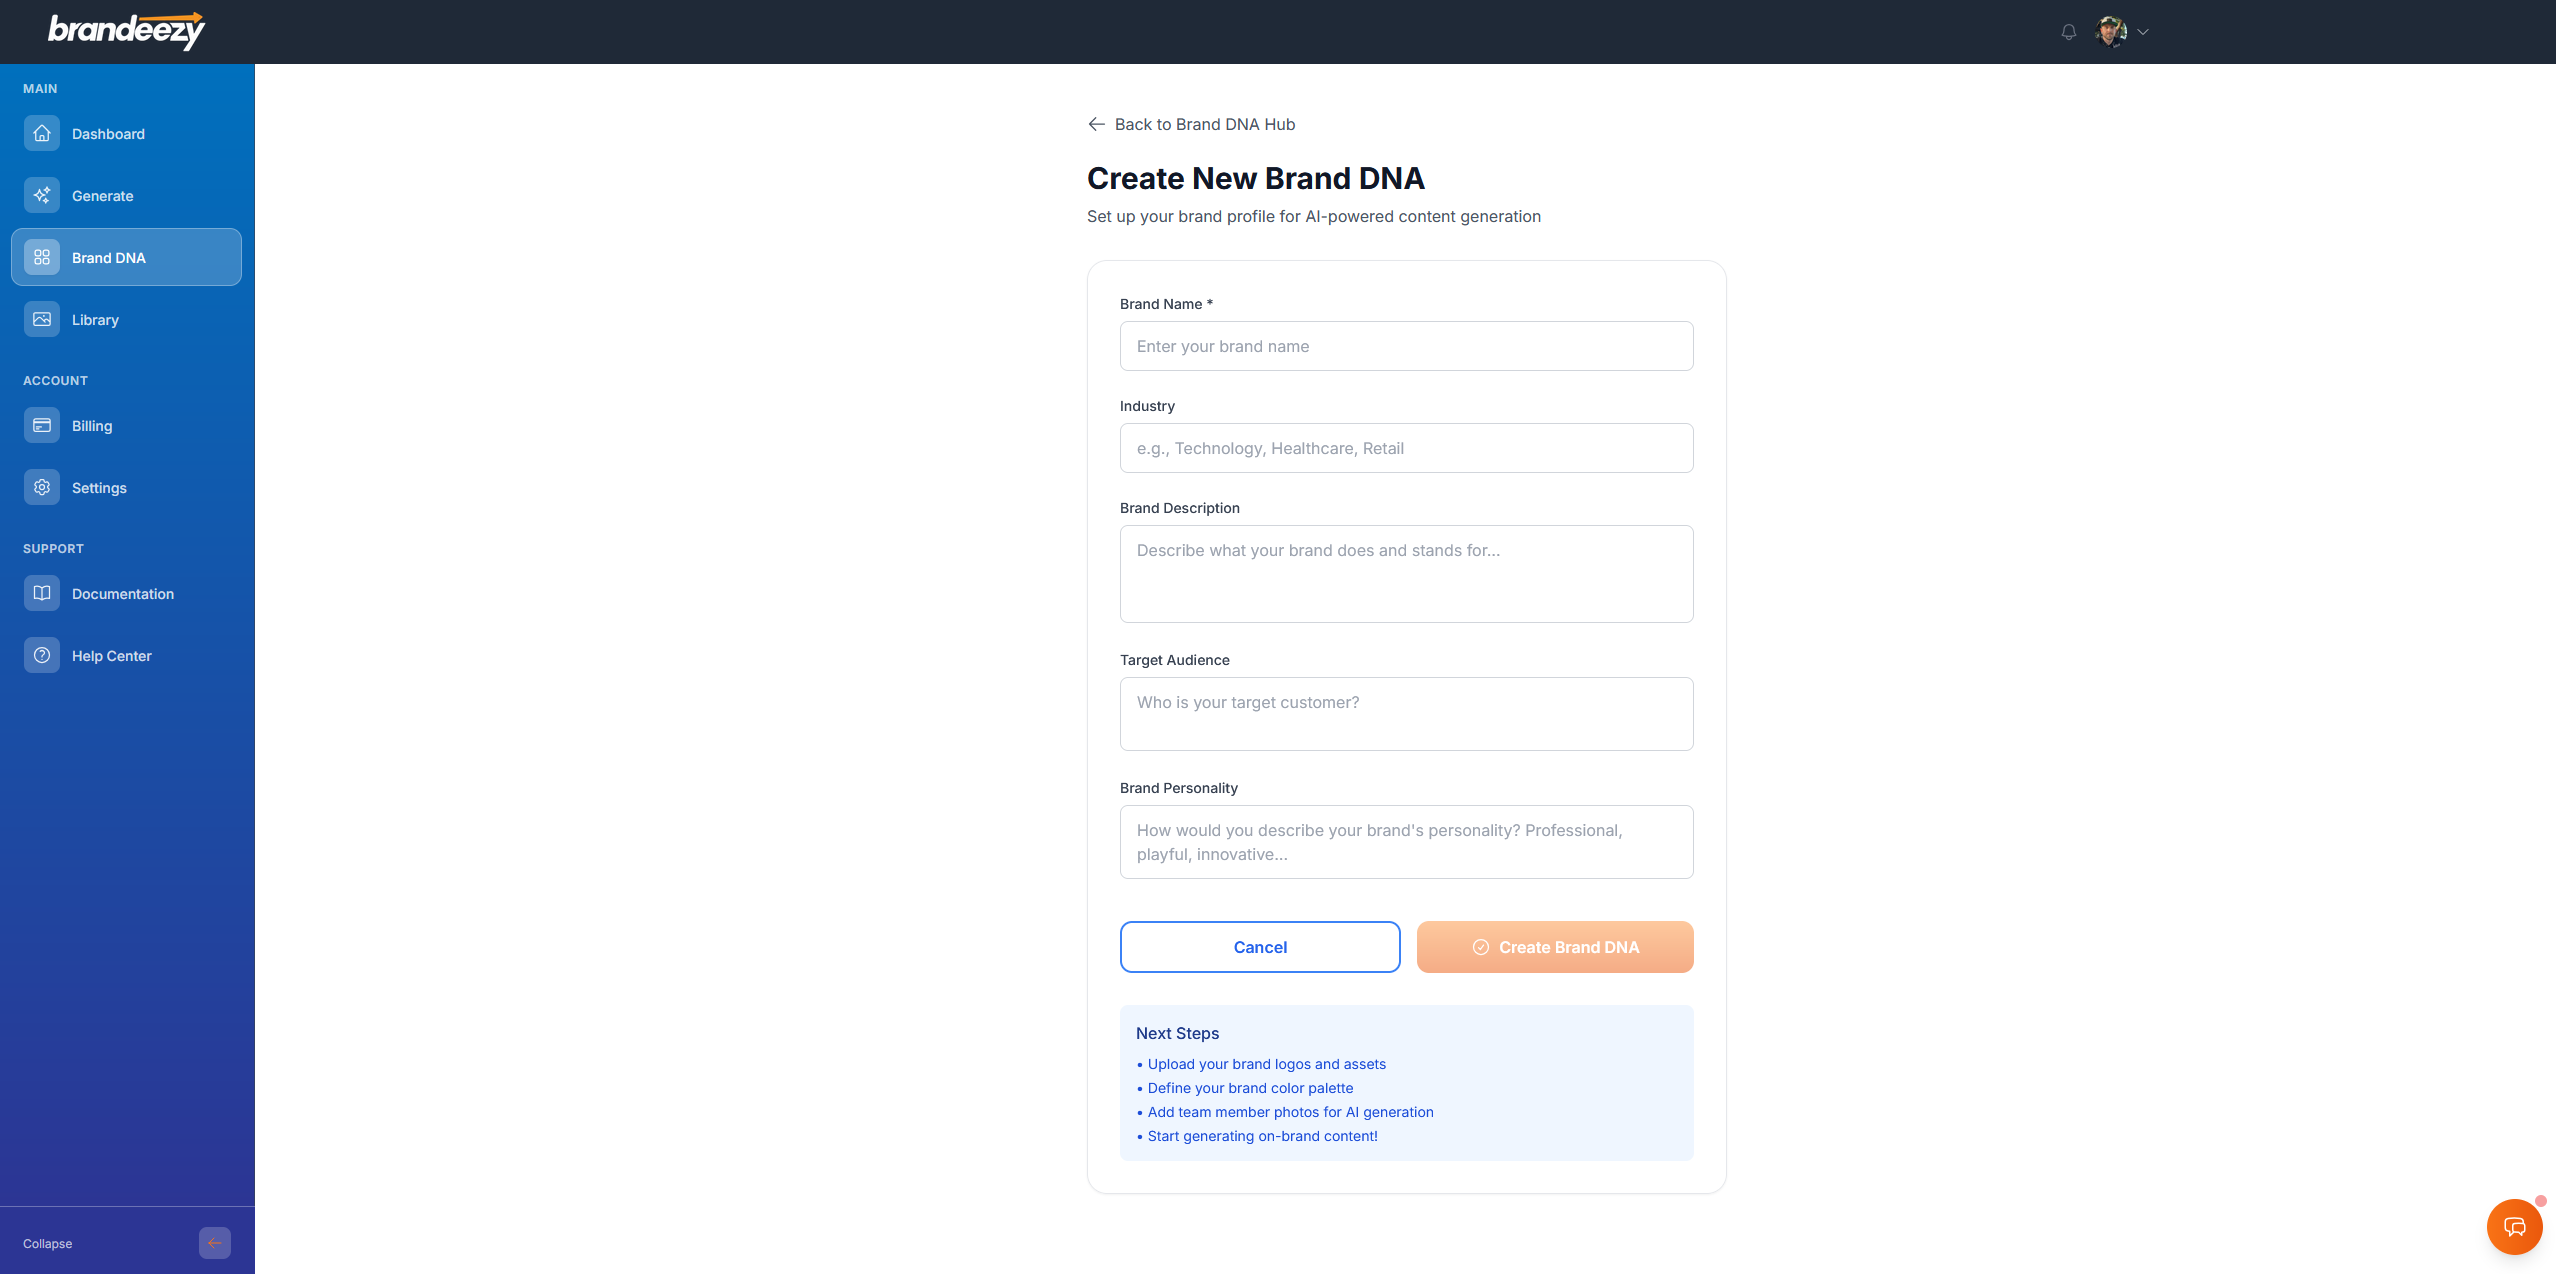 brandeezy
MAIN
Dashboard
Generate
Brand DNA
Library
ACCOUNT
Billing
Settings
SUPPORT
Documentation
Help Center
Collapse
Back to Brand DNA Hub
Create New Brand DNA
Set up your brand profile for AI-powered content generation
Brand Name *
Enter your brand name
Industry
e.g., Technology, Healthcare, Retail
Brand Description
Describe what your brand does and stands for...
Target Audience
Who is your target customer?
Brand Personality
How would you describe your brand's personality? Professional,
playful, innovative...
Cancel
Create Brand DNA
Next Steps
• Upload your brand logos and assets
• Define your brand color palette
• Add team member photos for AI generation
• Start generating on-brand content!